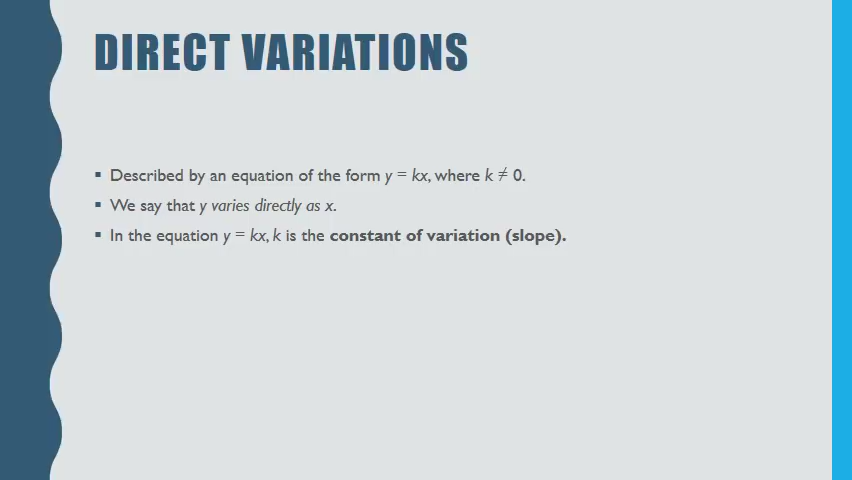 DIRECT VARIATIONS
▪ Described by an equation of the form y = kx, where k ≠ 0.
▪ We say that y varies directly as x.
▪ In the equation y = kx, k is the constant of variation (slope).